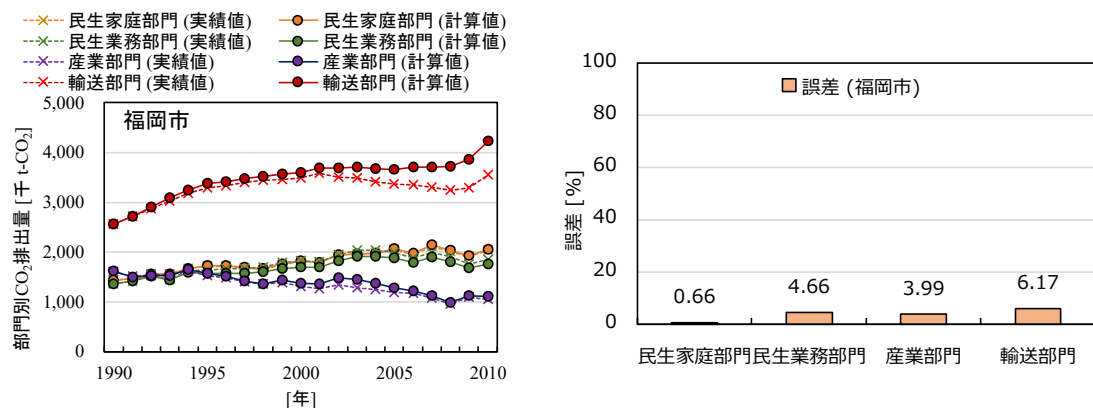 民生家庭部門 (実績値) 民生家庭部門 (計算値)
民生業務部門 (実績値) 民生業務部門 (計算値)
産業部門 (実績値) 産業部門 (計算値)
輸送部門 (実績値) 輸送部門 (計算値)
福岡市
部門別CO₂排出量 [千 t-CO₂]
5,000
4,000
3,000
2,000
1,000
0
1990 1995 2000 2005 2010
[年]
誤差 (福岡市)
誤差 [%]
100
80
60
40
20
0
0.66 4.66 3.99 6.17
民生家庭部門 民生業務部門 産業部門 輸送部門